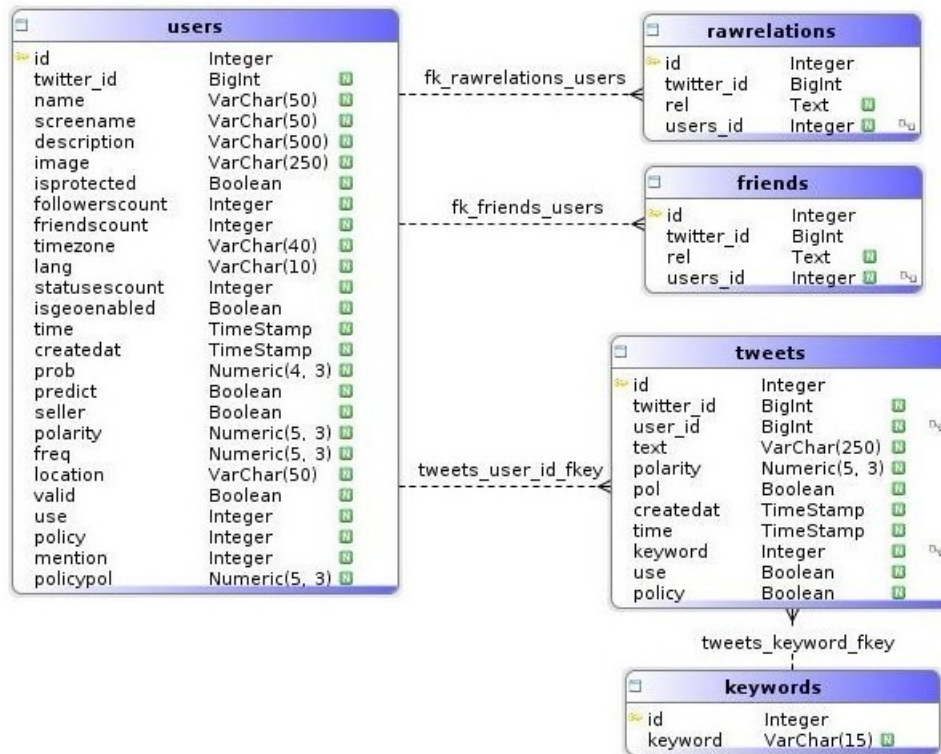 users
id Integer
twitter_id BigInt N
name VarChar(50) N
screenname VarChar(50) N
description VarChar(500) N
image VarChar(250) N
isprotected Boolean N
followerscount Integer N
friendscount Integer N
timezone VarChar(40) N
lang VarChar(10) N
statusescount Integer N
isgeoenabled Boolean N
time TimeStamp N
createdat TimeStamp N
prob Numeric(4, 3) N
predict Boolean N
seller Boolean N
polarity Numeric(5, 3) N
freq Numeric(5, 3) N
location VarChar(50) N
valid Boolean N
use Integer N
policy Integer N
mention Integer N
policypol Numeric(5, 3) N
fk_rawrelations_users
rawrelations
id Integer
twitter_id BigInt
rel Text N
users_id Integer N
fk_friends_users
friends
id Integer
twitter_id BigInt
rel Text N
users_id Integer N
tweets_user_id_fkey
tweets
id Integer
twitter_id BigInt N
user_id BigInt N
text VarChar(250) N
polarity Numeric(5, 3) N
pol Boolean N
createdat TimeStamp N
time TimeStamp N
keyword Integer N
use Boolean N
policy Boolean N
tweets_keyword_fkey
keywords
id Integer
keyword VarChar(15) N